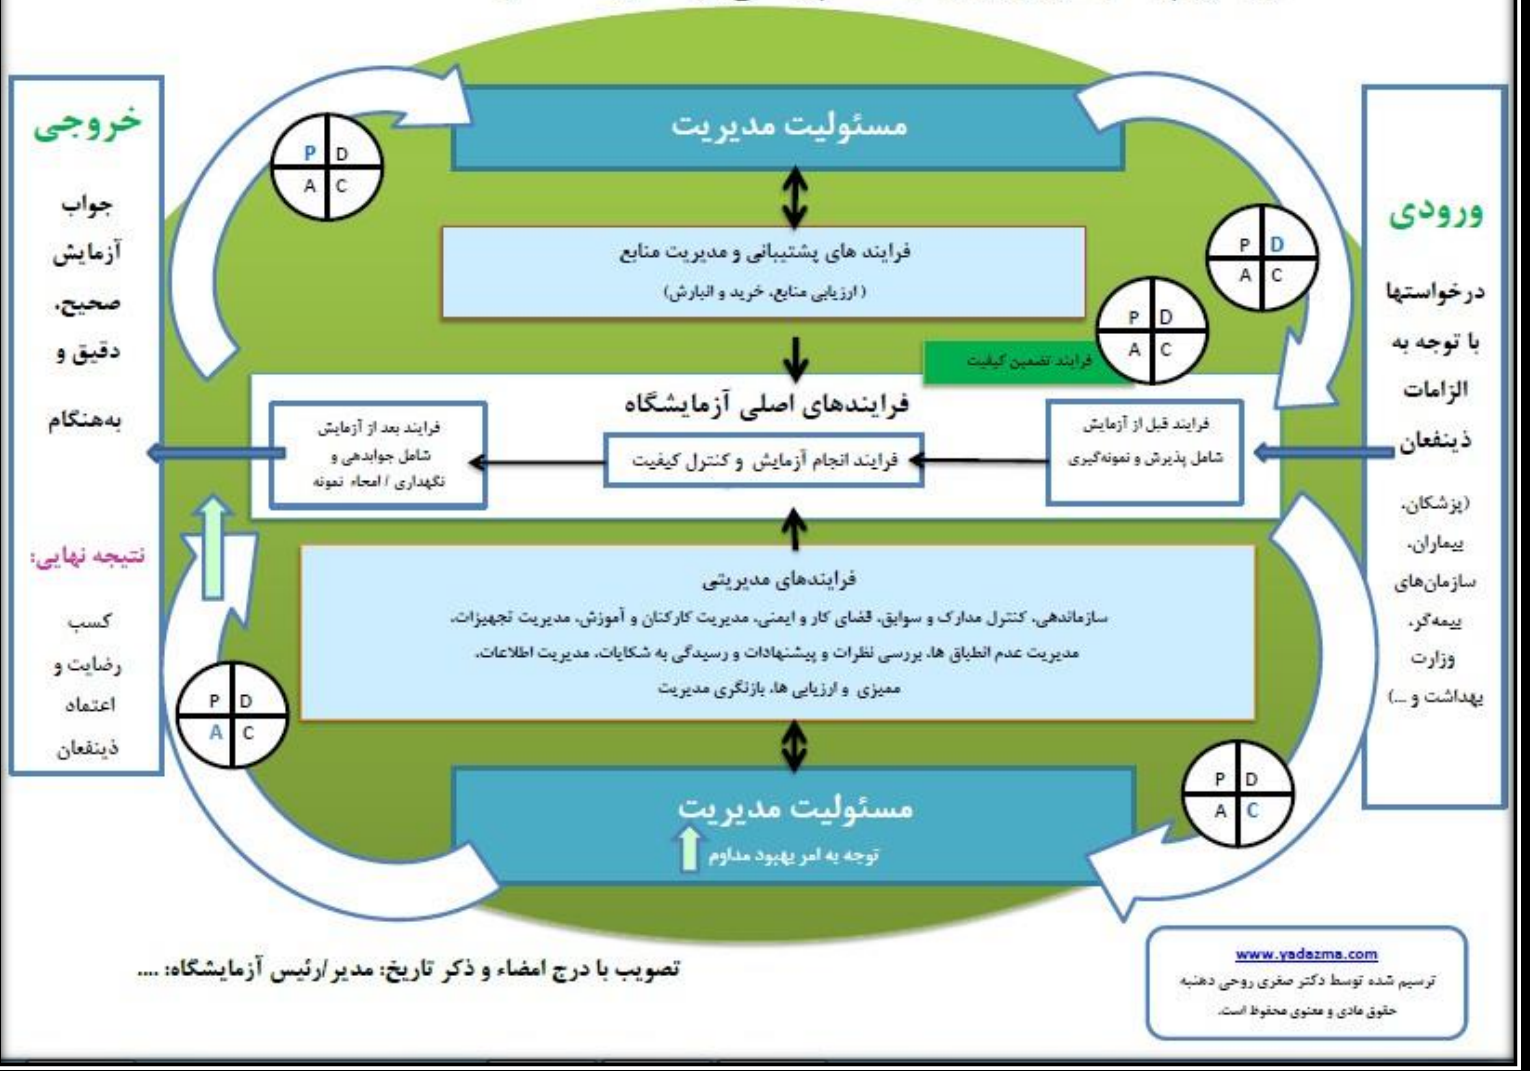 مسئولیت مدیریت
فرایند های پشتیبانی و مدیریت منابع
( ارزیابی منابع، خرید و انبارش)
فرایند تضمین کیفیت
P D
A C
P D
A C
P D
A C
ورودی
درخواستها
با توجه به
الزامات
ذینفعان
(پزشکان،
بیماران،
سازمان‌های
بیمه‌گر،
وزارت
بهداشت و ...)
فرایندهای اصلی آزمایشگاه
فرایند قبل از آزمایش
شامل پذیرش و نمونه‌گیری
فرایند انجام آزمایش و کنترل کیفیت
فرایند بعد از آزمایش
شامل جوابدهی و
نگهداری / امحاء نمونه
خروجی
جواب
آزمایش
صحیح،
دقیق و
به‌هنگام
نتیجه نهایی:
کسب
رضایت و
اعتماد
ذینفعان
فرایندهای مدیریتی
سازماندهی، کنترل مدارک و سوابق، فضای کار و ایمنی، مدیریت کارکنان و آموزش، مدیریت تجهیزات،
مدیریت عدم انطباق ها، بررسی نظرات و پیشنهادات و رسیدگی به شکایات، مدیریت اطلاعات،
ممیزی و ارزیابی ها، بازنگری مدیریت
P D
A C
P D
A C
مسئولیت مدیریت
توجه به امر بهبود مداوم
تصویب با درج امضاء و ذکر تاریخ: مدیر/رئیس آزمایشگاه: ....
www.yadazma.com
ترسیم شده توسط دکتر صغری روحی دهنبه
حقوق مادی و معنوی محفوظ است.